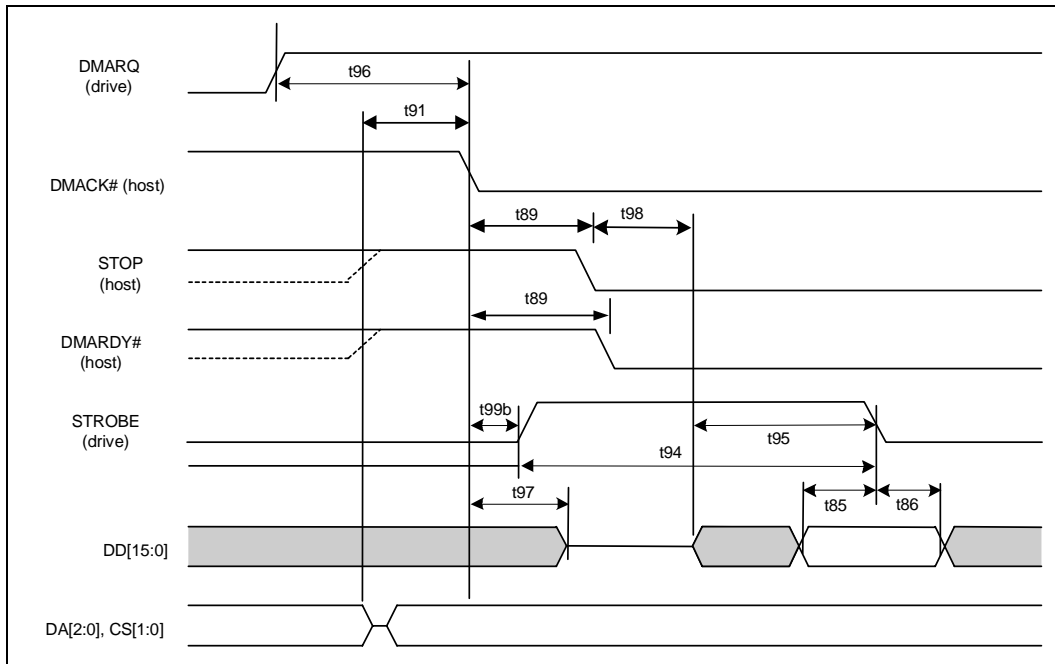 DMARQ
(drive)
t96
t91
DMACK# (host)
t89
t98
STOP
(host)
t89
DMARDY#
(host)
STROBE
(drive)
t99b
t95
t94
t97
t85
t86
DD[15:0]
DA[2:0], CS[1:0]